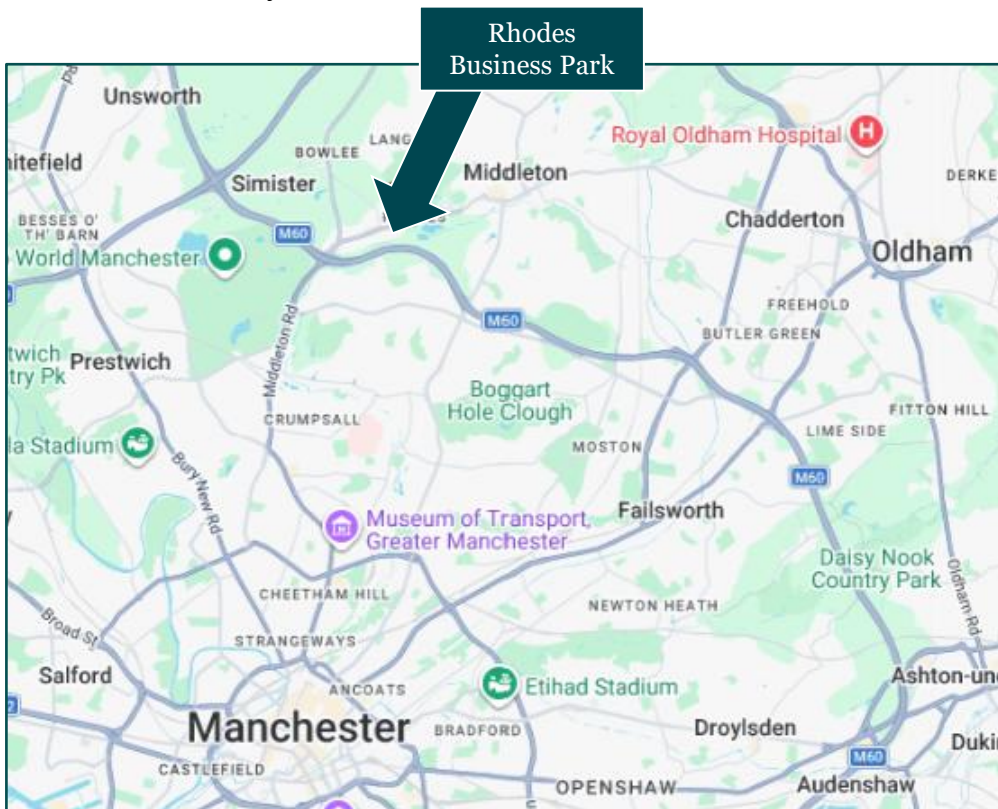 Rhodes
Business Park
Rd
Unsworth
LANG
BOWLEE
Royal Oldham Hospital
H
hitefield
Middleton
DERKE
Simister
BESSES O'
TH' BARN
M60
Chadderton
World Manchester
Oldham
FREEHOLD
M60
BUTLER GREEN
Middleton Rd
twich
try Pk
Prestwich
Boggart
Hole Clough
CRUMPSALL
FITTON HILL
LIME SIDE
la Stadium
MOSTON
Bury New Rd
M60
Failsworth
Museum of Transport,
Greater Manchester
Daisy Nook
Country Park
Oldham Rd
CHEETHAM HILL
NEWTON HEATH
Broad St
STRANGEWAYS
Salford
ANCOATS
Etihad Stadium
Ashton-und
2
Manchester
BRADFORD
Droylsden
Duki
M60
CASTLEFIELD
OPENSHAW
Audenshaw